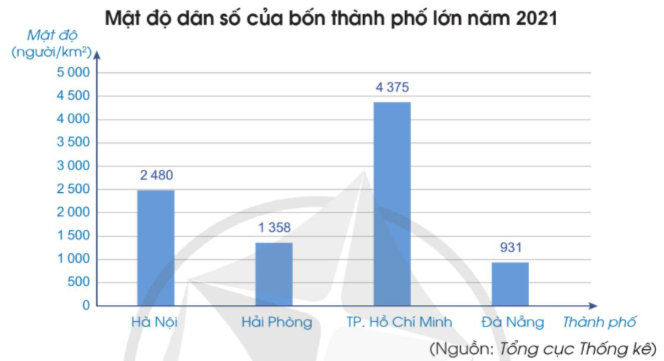 Mật độ dân số của bốn thành phố lớn năm 2021
Mật độ
(người/km²)
5 000
4 500
4 000
3 500
3 000
2 500
2 000
1 500
1 000
500
0
2 480
1 358
4 375
931
Hà Nội
Hải Phòng
TP. Hồ Chí Minh
Đà Nẵng
Thành phố
(Nguồn: Tổng cục Thống kê)